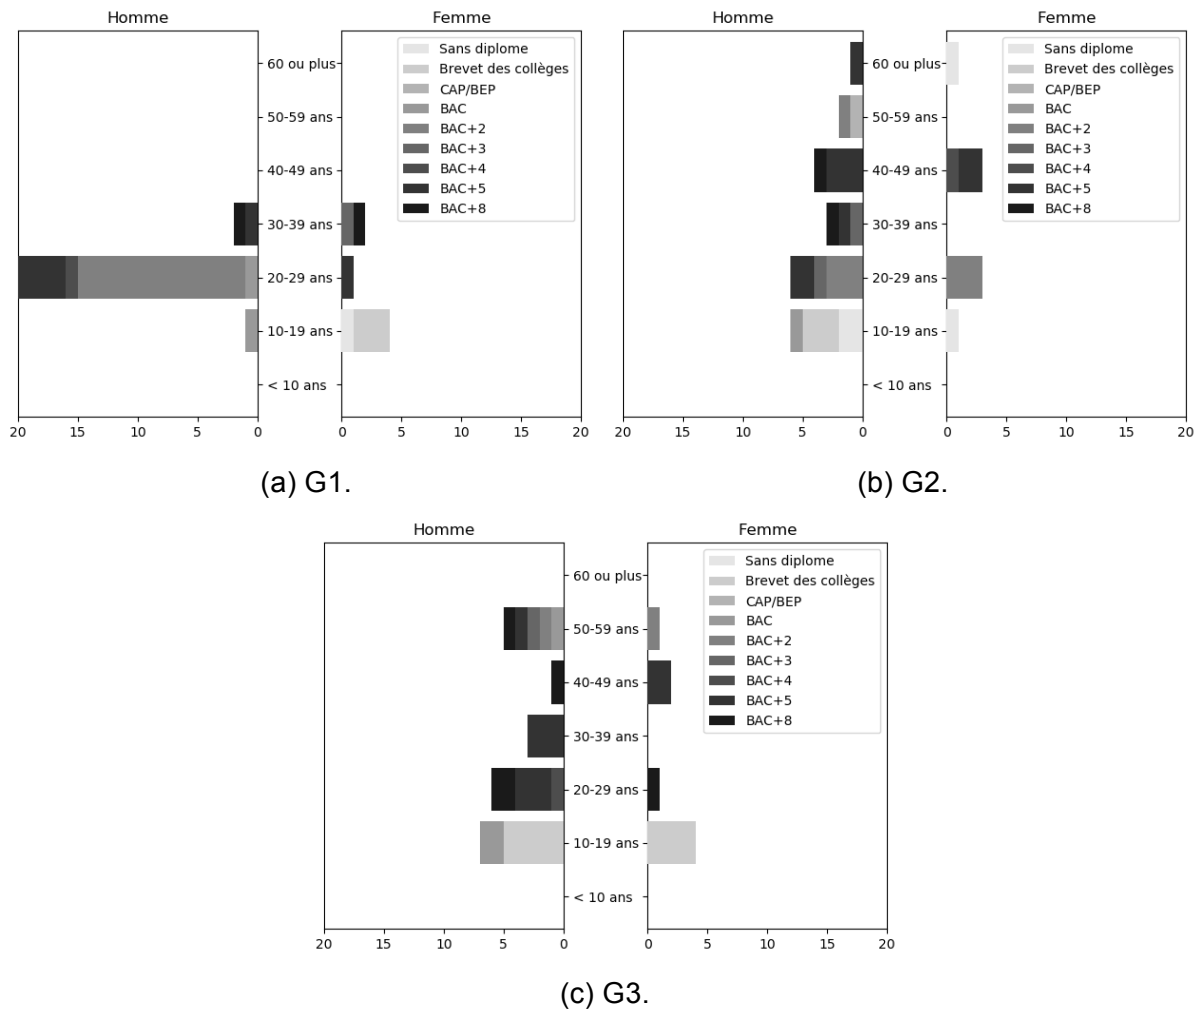 Homme Femme
Sans diplome
Brevet des collèges
CAP/BEP
BAC
BAC+2
BAC+3
BAC+4
BAC+5
BAC+8
60 ou plus
50-59 ans
40-49 ans
30-39 ans
20-29 ans
10-19 ans
< 10 ans
20 15 10 5 0 0 5 10 15 20
(a) G1.
Homme Femme
Sans diplome
Brevet des collèges
CAP/BEP
BAC
BAC+2
BAC+3
BAC+4
BAC+5
BAC+8
60 ou plus
50-59 ans
40-49 ans
30-39 ans
20-29 ans
10-19 ans
< 10 ans
20 15 10 5 0 0 5 10 15 20
(b) G2.
Homme Femme
Sans diplome
Brevet des collèges
CAP/BEP
BAC
BAC+2
BAC+3
BAC+4
BAC+5
BAC+8
60 ou plus
50-59 ans
40-49 ans
30-39 ans
20-29 ans
10-19 ans
< 10 ans
20 15 10 5 0 0 5 10 15 20
(c) G3.